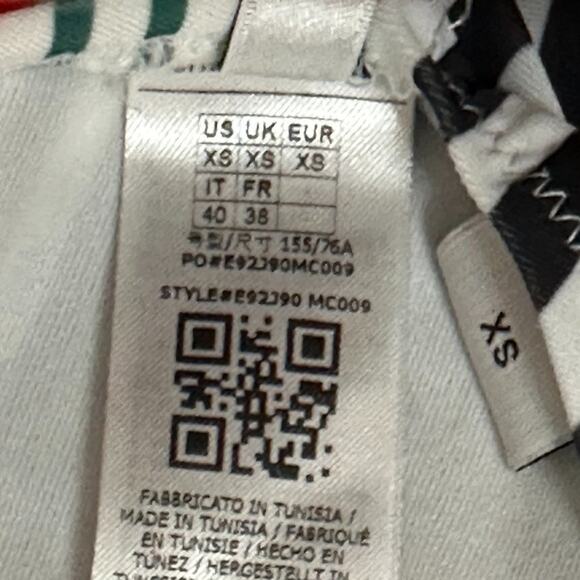 US UK EUR
XS XS XS
IT FR
40 38
号型/尺寸 155/76A
PO#E92J90MC009
STYLE#E92J90 MC009
FABBRICATO IN TUNISIA /
MADE IN TUNISIA / FABRIQUÉ
EN TUNISIE / HECHO EN
TÚNEZ / HERGESTELLT IN
XS